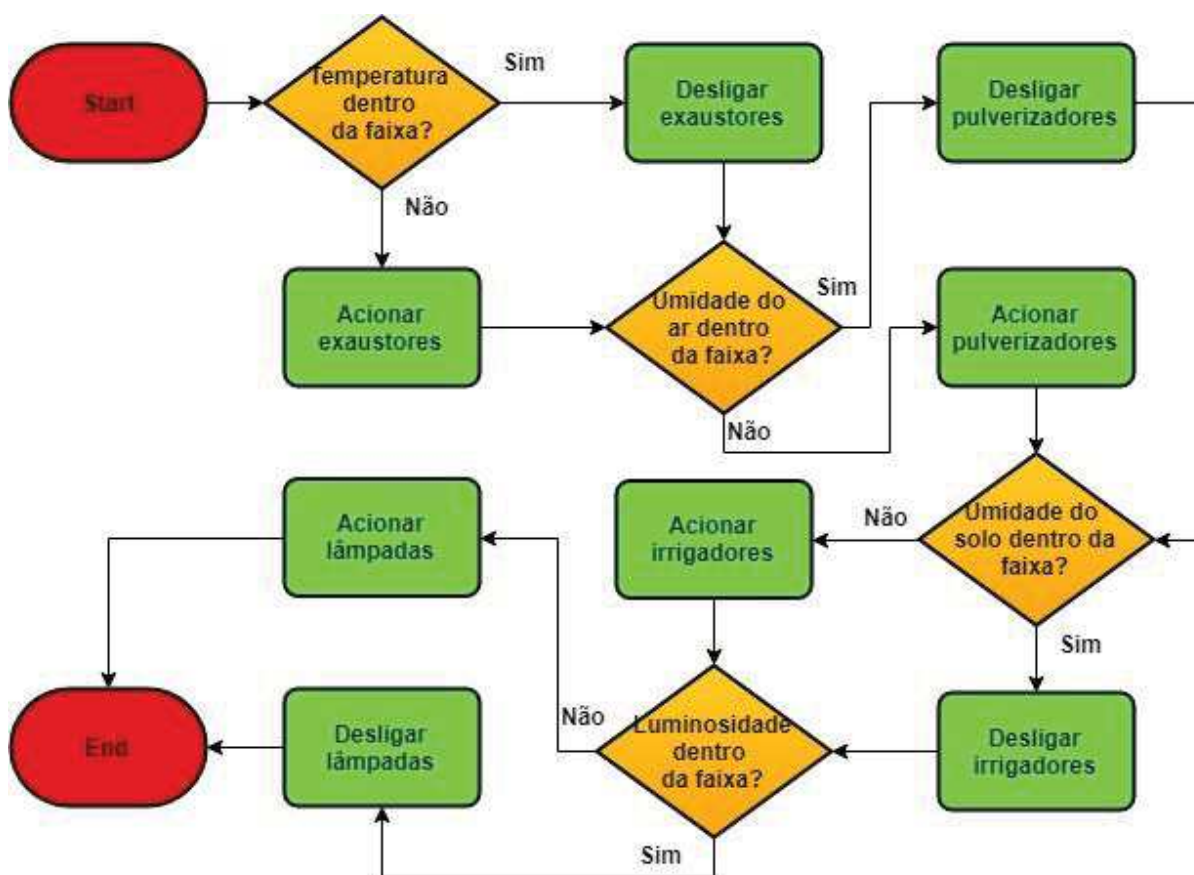 Start
Temperatura
dentro
da faixa?
Sim
Desligar
exaustores
Desligar
pulverizadores
Não
Acionar
exaustores
Umidade do
ar dentro
da faixa?
Sim
Acionar
pulverizadores
Não
Acionar
lâmpadas
Acionar
irrigadores
Não
Umidade do
solo dentro da
faixa?
Sim
End
Desligar
lâmpadas
Não
Luminosidade
dentro
da faixa?
Desligar
irrigadores
Sim